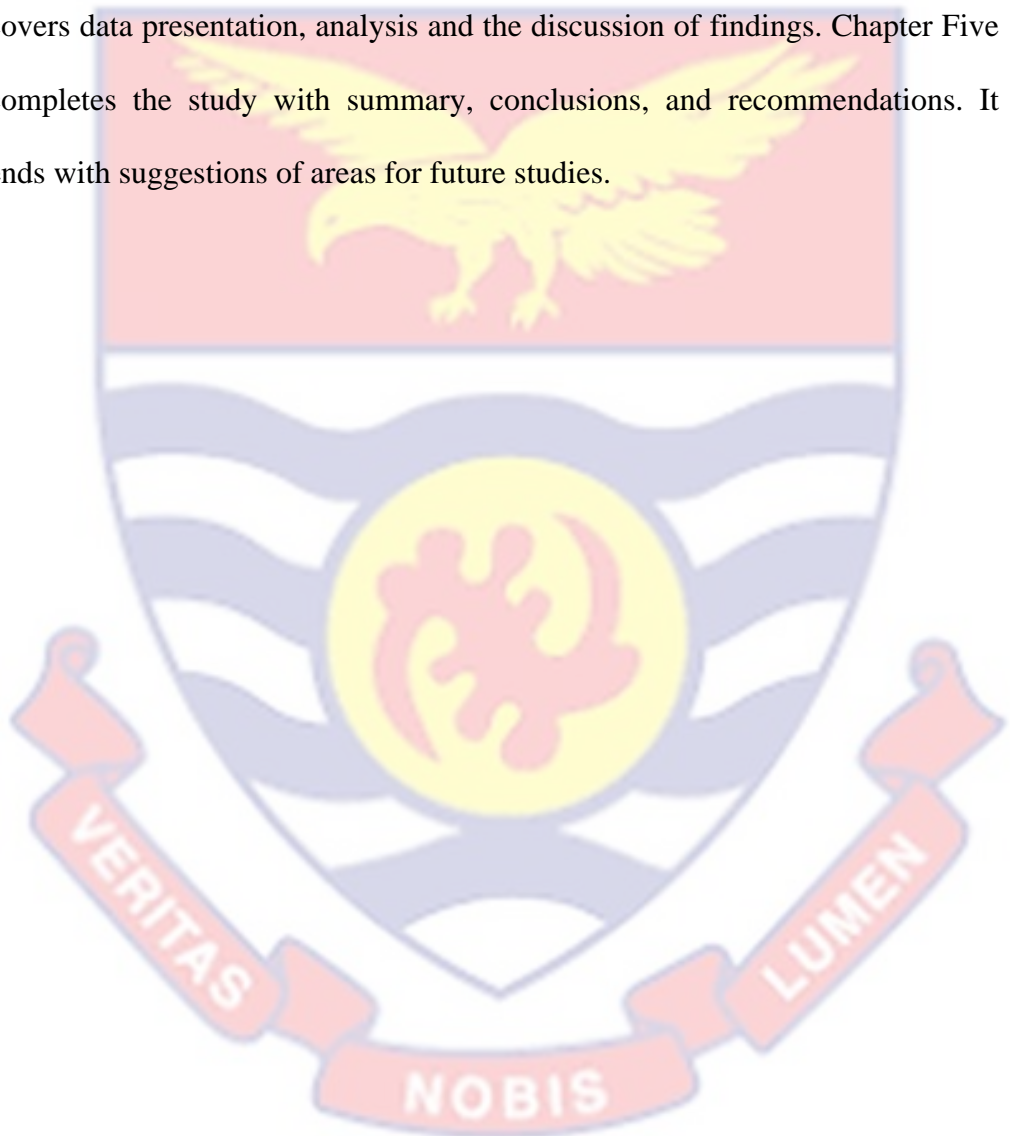 overs data presentation, analysis and the discussion of findings. Chapter Five
ompletes the study with summary, conclusions, and recommendations. It
nds with suggestions of areas for future studies.
VERITAS
NOBIS
LUMEN